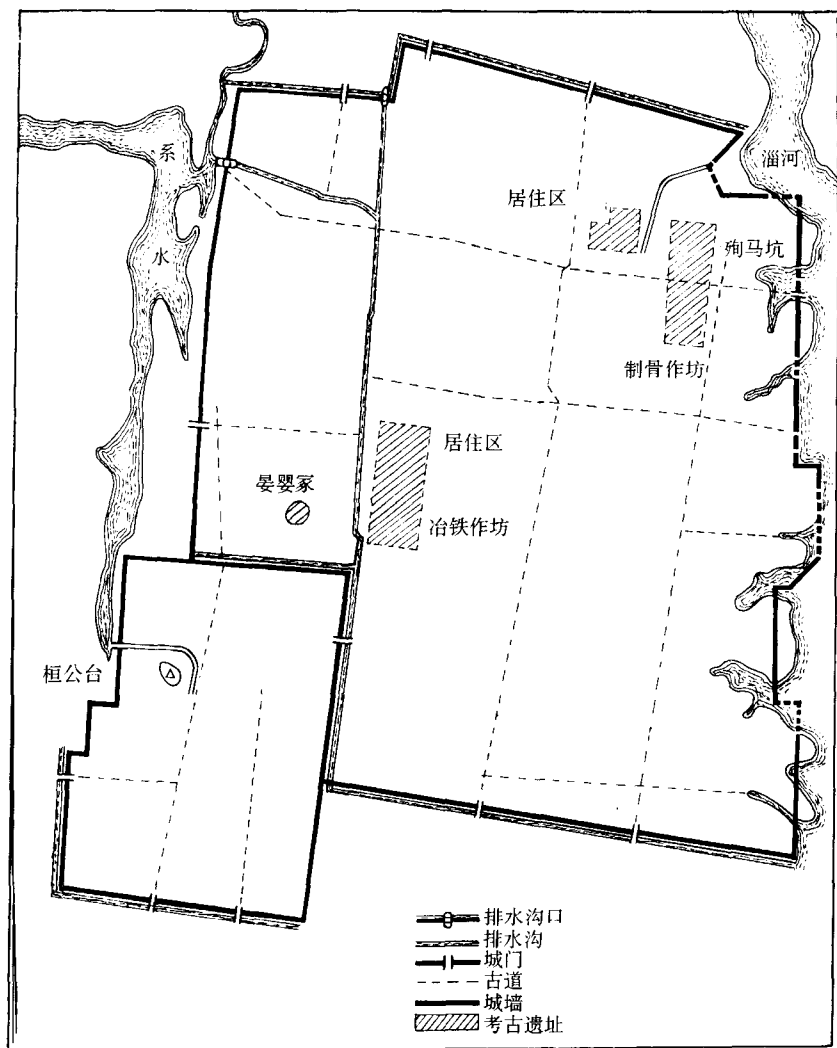 系
水
淄河
居住区
殉马坑
制骨作坊
居住区
晏婴冢
冶铁作坊
桓公台
排水沟口
排水沟
城门
古道
城墙
考古遗址